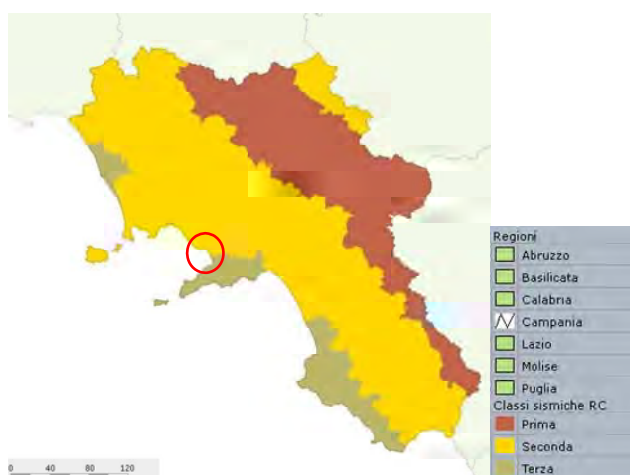 Regioni
Abruzzo
Basilicata
Calabria
Campania
Lazio
Molise
Puglia
Classi sismiche RC
Prima
Seconda
Terza
0 40 80 120